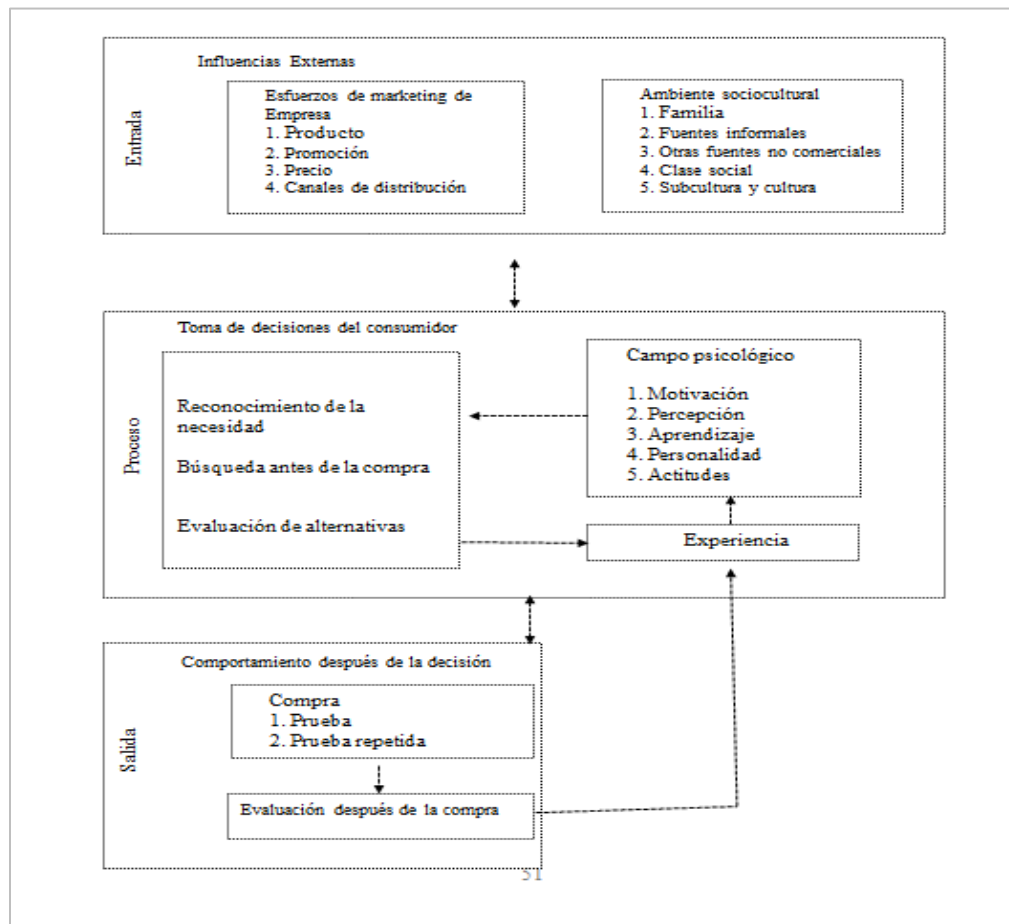 Influencias Externas
Entrada
Esfuerzos de marketing de
Empresa
1. Producto
2. Promoción
3. Precio
4. Canales de distribución
Ambiente sociocultural
1. Familia
2. Fuentes informales
3. Otras fuentes no comerciales
4. Clase social
5. Subcultura y cultura
Toma de decisiones del consumidor
Proceso
Reconocimiento de la
necesidad
Búsqueda antes de la compra
Evaluación de alternativas
Campo psicológico
1. Motivación
2. Percepción
3. Aprendizaje
4. Personalidad
5. Actitudes
Experiencia
Comportamiento después de la decisión
Salida
Compra
1. Prueba
2. Prueba repetida
Evaluación después de la compra
51